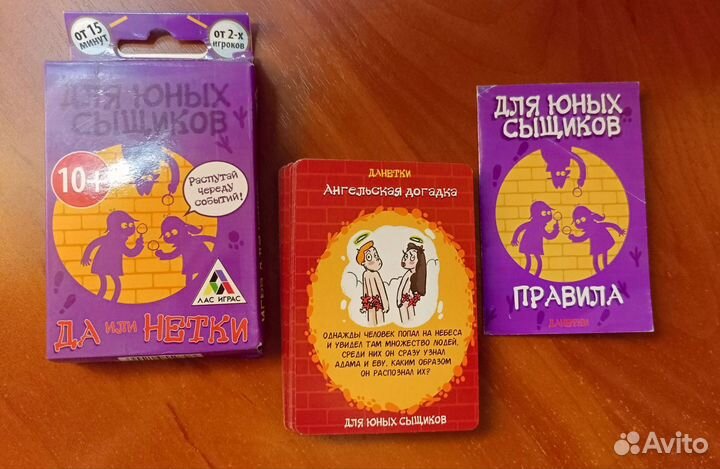 от 15
минут
от 2-х
игроков
ДЛЯ ЮНЫХ
СЫЩИКОВ
10+
РАСПУТАЙ
ЧЕРЕДУ
СОБЫТИЙ!
ЛАС ИГРАС
ДА ИЛИ НЕТКИ
ДАНЕТКИ
АНГЕЛЬСКАЯ ДОГАДКА
ОДНАЖДЫ ЧЕЛОВЕК ПОПАЛ НА НЕБЕСА
И УВИДЕЛ ТАМ МНОЖЕСТВО ЛЮДЕЙ,
СРЕДИ НИХ ОН СРАЗУ УЗНАЛ
АДАМА И ЕВУ. КАКИМ ОБРАЗОМ
ОН РАСПОЗНАЛ ИХ?
ДЛЯ ЮНЫХ СЫЩИКОВ
ДЛЯ ЮНЫХ
СЫЩИКОВ
ПРАВИЛА
ДАНЕТКИ
Avito